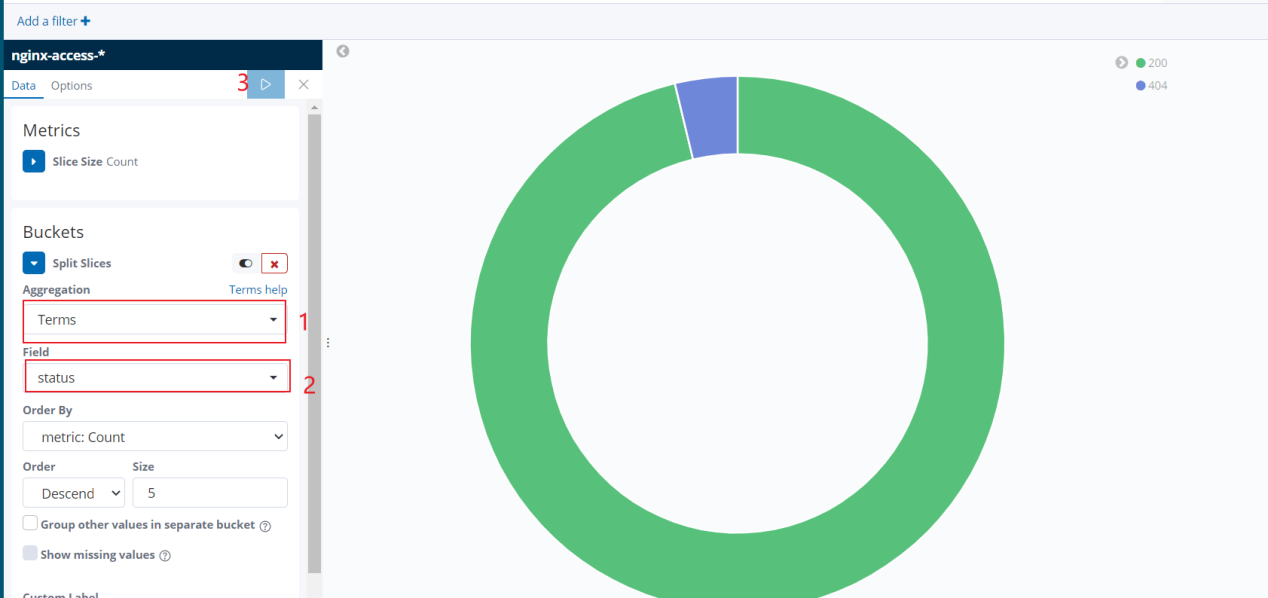 Add a filter +
nginx-access-*
Data Options 3
Metrics
Slice Size Count
Buckets
Split Slices
Aggregation Terms help
Terms 1
Field
status 2
Order By
metric: Count
Order Size
Descend 5
Group other values in separate bucket ?
Show missing values ?
Custom Label
200
404